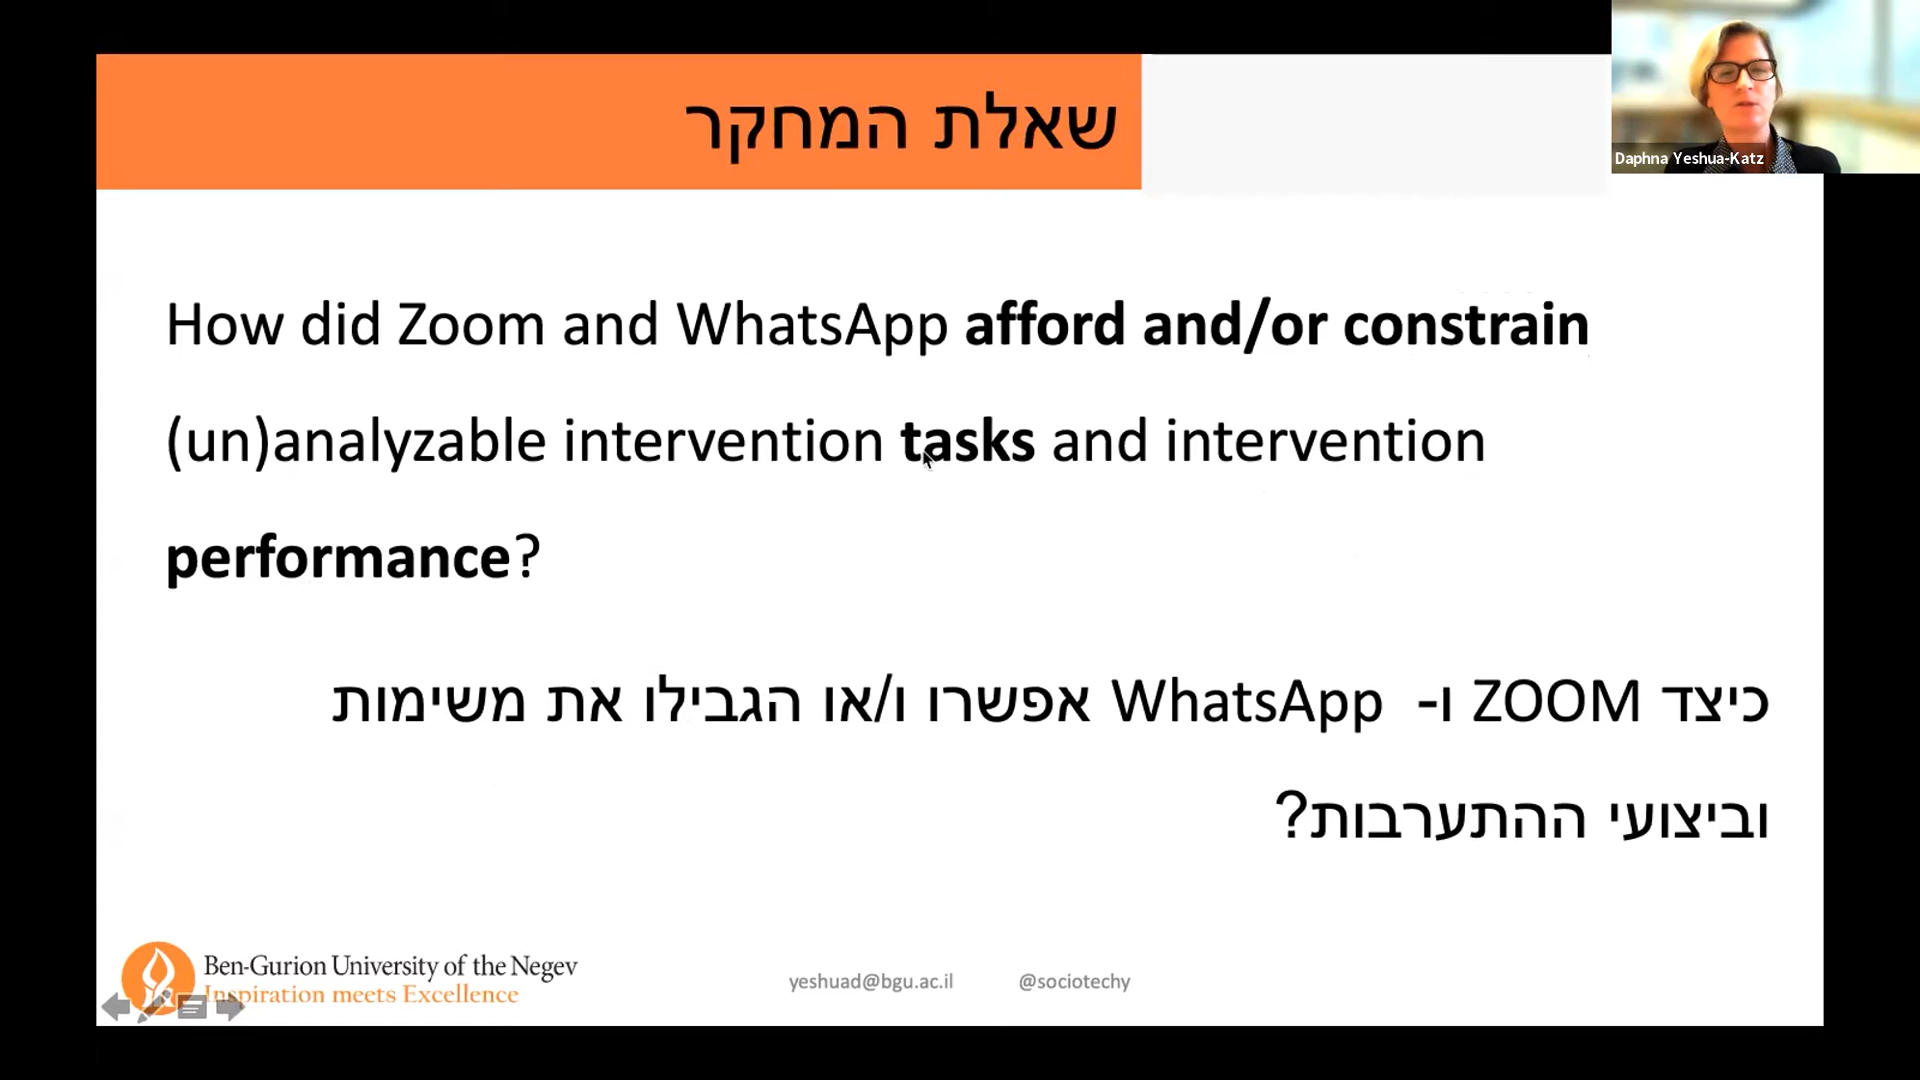 שאלת המחקר
Daphna Yeshua-Katz
How did Zoom and WhatsApp afford and/or constrain
(un)analyzable intervention tasks and intervention
performance?
כיצד ZOOM ו- WhatsApp אפשרו ו/או הגבילו את משימות
וביצועי ההתערבות?
Ben-Gurion University of the Negev
Inspiration meets Excellence
yeshuad@bgu.ac.il @sociotechy